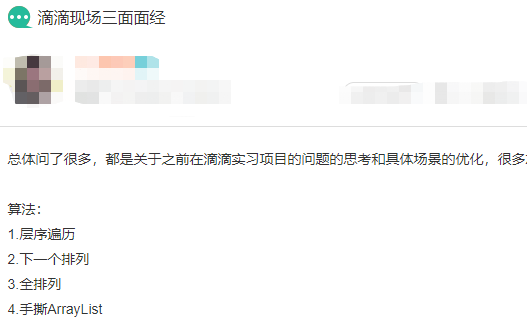 滴滴现场三面面经
总体问了很多，都是关于之前在滴滴实习项目的问题的思考和具体场景的优化，很多
算法：
1.层序遍历
2.下一个排列
3.全排列
4.手撕ArrayList